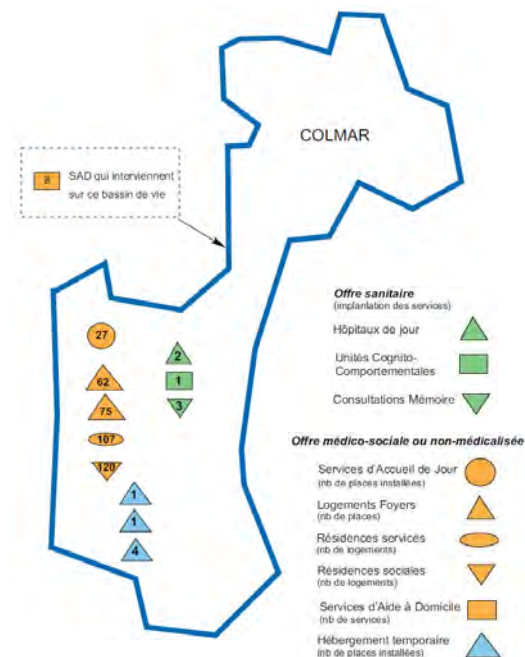 COLMAR
8
SAD qui interviennent
sur ce bassin de vie
27
62
75
107
120
2
1
3
1
1
4
Offre sanitaire
(implantation des services)
Hôpitaux de jour
Unités Cognito-
Comportementales
Consultations Mémoire
Offre médico-sociale ou non-médicalisée
Services d'Accueil de Jour
(nb de places installées)
Logements Foyers
(nb de places)
Résidences services
(nb de logements)
Résidences sociales
(nb de logements)
Services d'Aide à Domicile
(nb de services)
Hébergement temporaire
(nb de places installées)